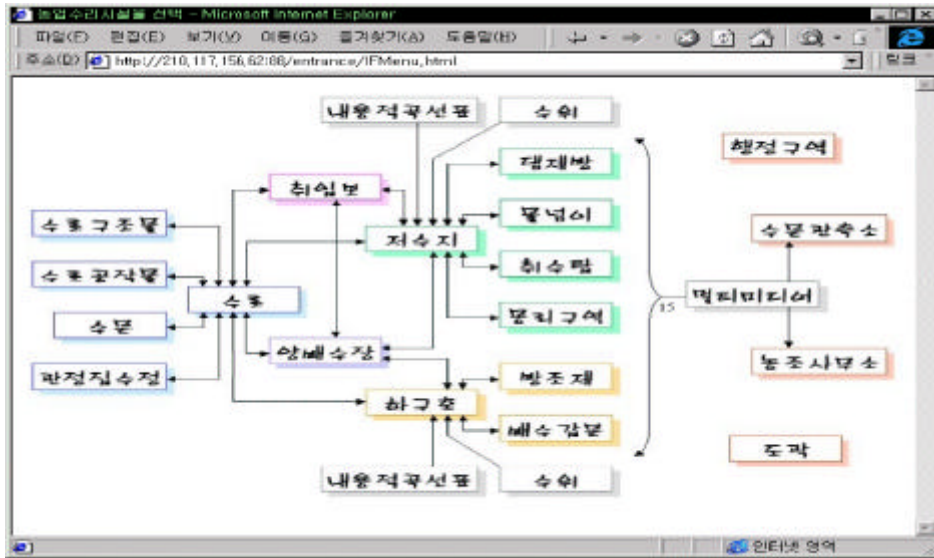 농업수리시설물 선택 - Microsoft Internet Explorer
파일(F) 편집(E) 보기(V) 이동(G) 즐겨찾기(A) 도움말(H)
주소(D) http://210,117,156,62:88/entrance/IFMenu,html 링크
내용적곡선표 수위
행정구역
댐제방
취입보
물넘이
수로구조물 저수지 수문관측소
취수탑
수로공작물
수로 멀티미디어
15
수문 몽리구역
양배수장
관정집수정 방조제 농조사무소
하구호
배수갑문
도곽
내용적곡선표 수위
인터넷 영역